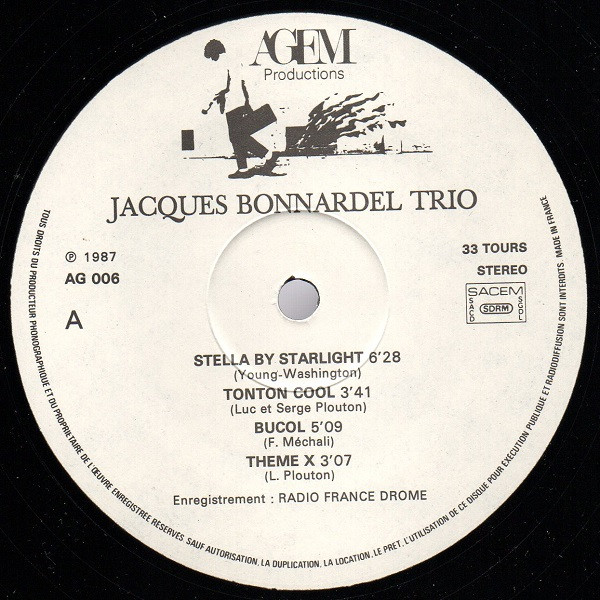 AGEM
Productions
JACQUES BONNARDEL TRIO
℗ 1987
AG 006
A
33 TOURS
STEREO
SACEM
SACD
SDRM
SGDL
STELLA BY STARLIGHT 6'28
(Young-Washington)
TONTON COOL 3'41
(Luc et Serge Plouton)
BUCOL 5'09
(F. Méchali)
THEME X 3'07
(L. Plouton)
Enregistrement : RADIO FRANCE DROME
TOUS DROITS DU PRODUCTEUR PHONOGRAPHIQUE ET DU PROPRIETAIRE DE L'ŒUVRE ENREGISTREE RESERVES SAUF AUTORISATION, LA DUPLICATION, LA LOCATION, LE PRET, L'UTILISATION DE CE DISQUE POUR EXECUTION PUBLIQUE ET RADIODIFFUSION SONT INTERDITS. MADE IN FRANCE